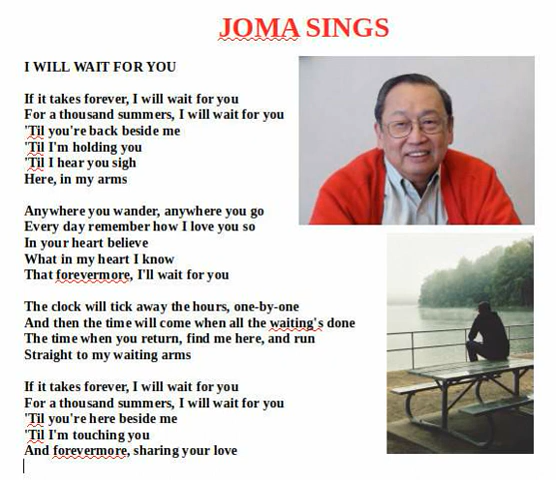 JOMA SINGS
I WILL WAIT FOR YOU
If it takes forever, I will wait for you
For a thousand summers, I will wait for you
'Til you're back beside me
'Til I'm holding you
'Til I hear you sigh
Here, in my arms
Anywhere you wander, anywhere you go
Every day remember how I love you so
In your heart believe
What in my heart I know
That forevermore, I'll wait for you
The clock will tick away the hours, one-by-one
And then the time will come when all the waiting's done
The time when you return, find me here, and run
Straight to my waiting arms
If it takes forever, I will wait for you
For a thousand summers, I will wait for you
'Til you're here beside me
'Til I'm touching you
And forevermore, sharing your love